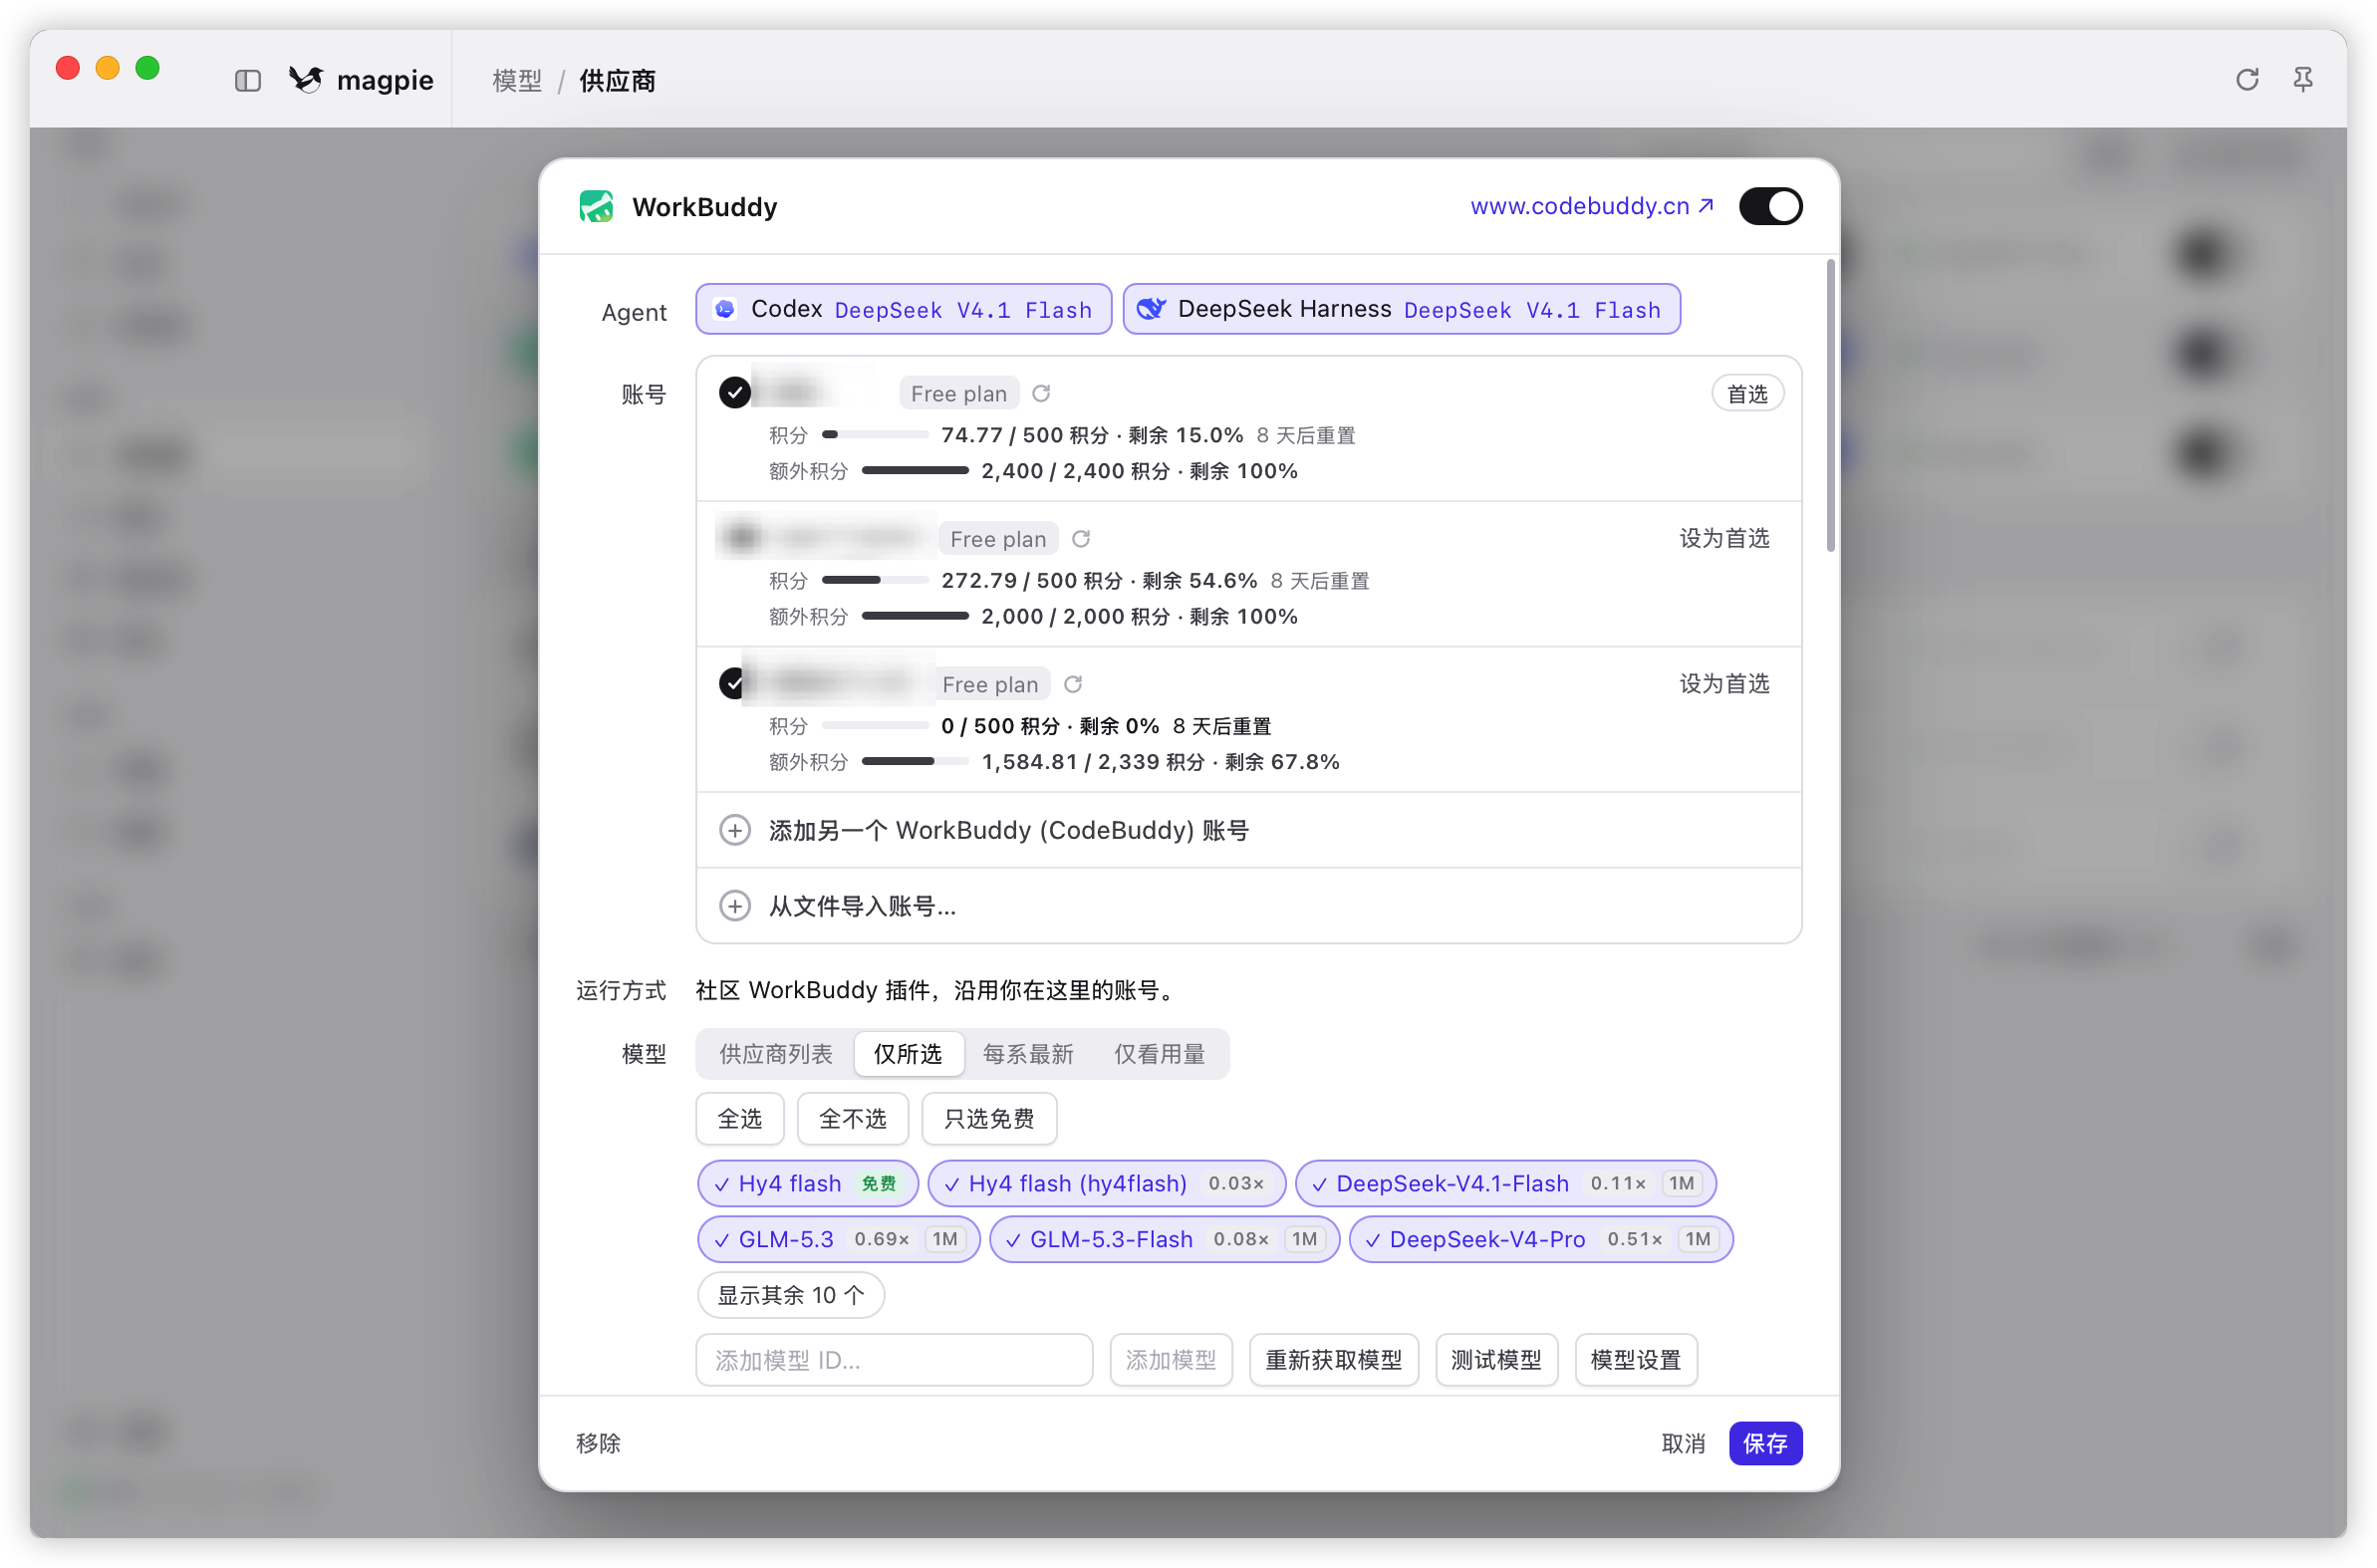 magpie
模型 / 供应商
WorkBuddy
www.codebuddy.cn ↗
Agent
Codex DeepSeek V4.1 Flash
DeepSeek Harness DeepSeek V4.1 Flash
账号
Free plan
首选
积分 74.77 / 500 积分 · 剩余 15.0% 8 天后重置
额外积分 2,400 / 2,400 积分 · 剩余 100%
Free plan
设为首选
积分 272.79 / 500 积分 · 剩余 54.6% 8 天后重置
额外积分 2,000 / 2,000 积分 · 剩余 100%
Free plan
设为首选
积分 0 / 500 积分 · 剩余 0% 8 天后重置
额外积分 1,584.81 / 2,339 积分 · 剩余 67.8%
添加另一个 WorkBuddy (CodeBuddy) 账号
从文件导入账号...
运行方式 社区 WorkBuddy 插件，沿用你在这里的账号。
模型 供应商列表 仅所选 每系最新 仅看用量
全选 全不选 只选免费
✓ Hy4 flash 免费 ✓ Hy4 flash (hy4flash) 0.03× ✓ DeepSeek-V4.1-Flash 0.11× 1M
✓ GLM-5.3 0.69× 1M ✓ GLM-5.3-Flash 0.08× 1M ✓ DeepSeek-V4-Pro 0.51× 1M
显示其余 10 个
添加模型 ID... 添加模型 重新获取模型 测试模型 模型设置
移除 取消 保存